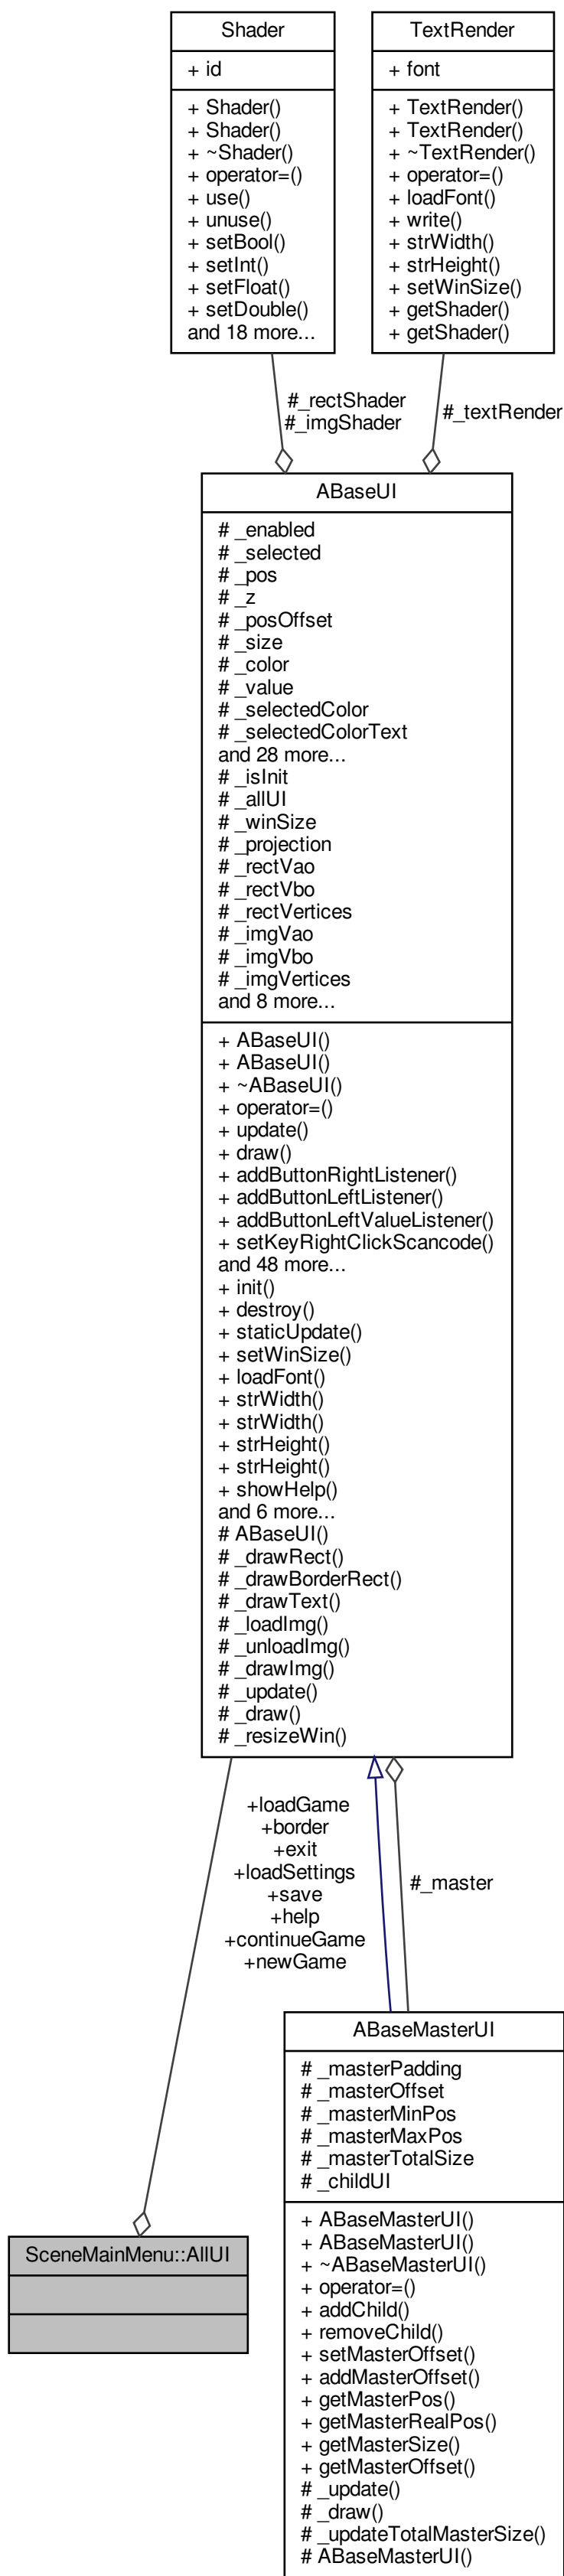 Shader
+ id
+ Shader()
+ Shader()
+ ~Shader()
+ operator=()
+ use()
+ unuse()
+ setBool()
+ setInt()
+ setFloat()
+ setDouble()
and 18 more...
TextRender
+ font
+ TextRender()
+ TextRender()
+ ~TextRender()
+ operator=()
+ loadFont()
+ write()
+ strWidth()
+ strHeight()
+ setWinSize()
+ getShader()
+ getShader()
#_rectShader
#_imgShader
#_textRender
ABaseUI
# _enabled
# _selected
# _pos
# _z
# _posOffset
# _size
# _color
# _value
# _selectedColor
# _selectedColorText
and 28 more...
# _isInit
# _allUI
# _winSize
# _projection
# _rectVao
# _rectVbo
# _rectVertices
# _imgVao
# _imgVbo
# _imgVertices
and 8 more...
+ ABaseUI()
+ ABaseUI()
+ ~ABaseUI()
+ operator=()
+ update()
+ draw()
+ addButtonRightListener()
+ addButtonLeftListener()
+ addButtonLeftValueListener()
+ setKeyRightClickScancode()
and 48 more...
+ init()
+ destroy()
+ staticUpdate()
+ setWinSize()
+ loadFont()
+ strWidth()
+ strWidth()
+ strHeight()
+ strHeight()
+ showHelp()
and 6 more...
# ABaseUI()
# _drawRect()
# _drawBorderRect()
# _drawText()
# _loadImg()
# _unloadImg()
# _drawImg()
# _update()
# _draw()
# _resizeWin()
+loadGame
+border
+exit
+loadSettings
+save
+help
+continueGame
+newGame
#_master
ABaseMasterUI
# _masterPadding
# _masterOffset
# _masterMinPos
# _masterMaxPos
# _masterTotalSize
# _childUI
+ ABaseMasterUI()
+ ABaseMasterUI()
+ ~ABaseMasterUI()
+ operator=()
+ addChild()
+ removeChild()
+ setMasterOffset()
+ addMasterOffset()
+ getMasterPos()
+ getMasterRealPos()
+ getMasterSize()
+ getMasterOffset()
# _update()
# _draw()
# _updateTotalMasterSize()
# ABaseMasterUI()
SceneMainMenu::AllUI